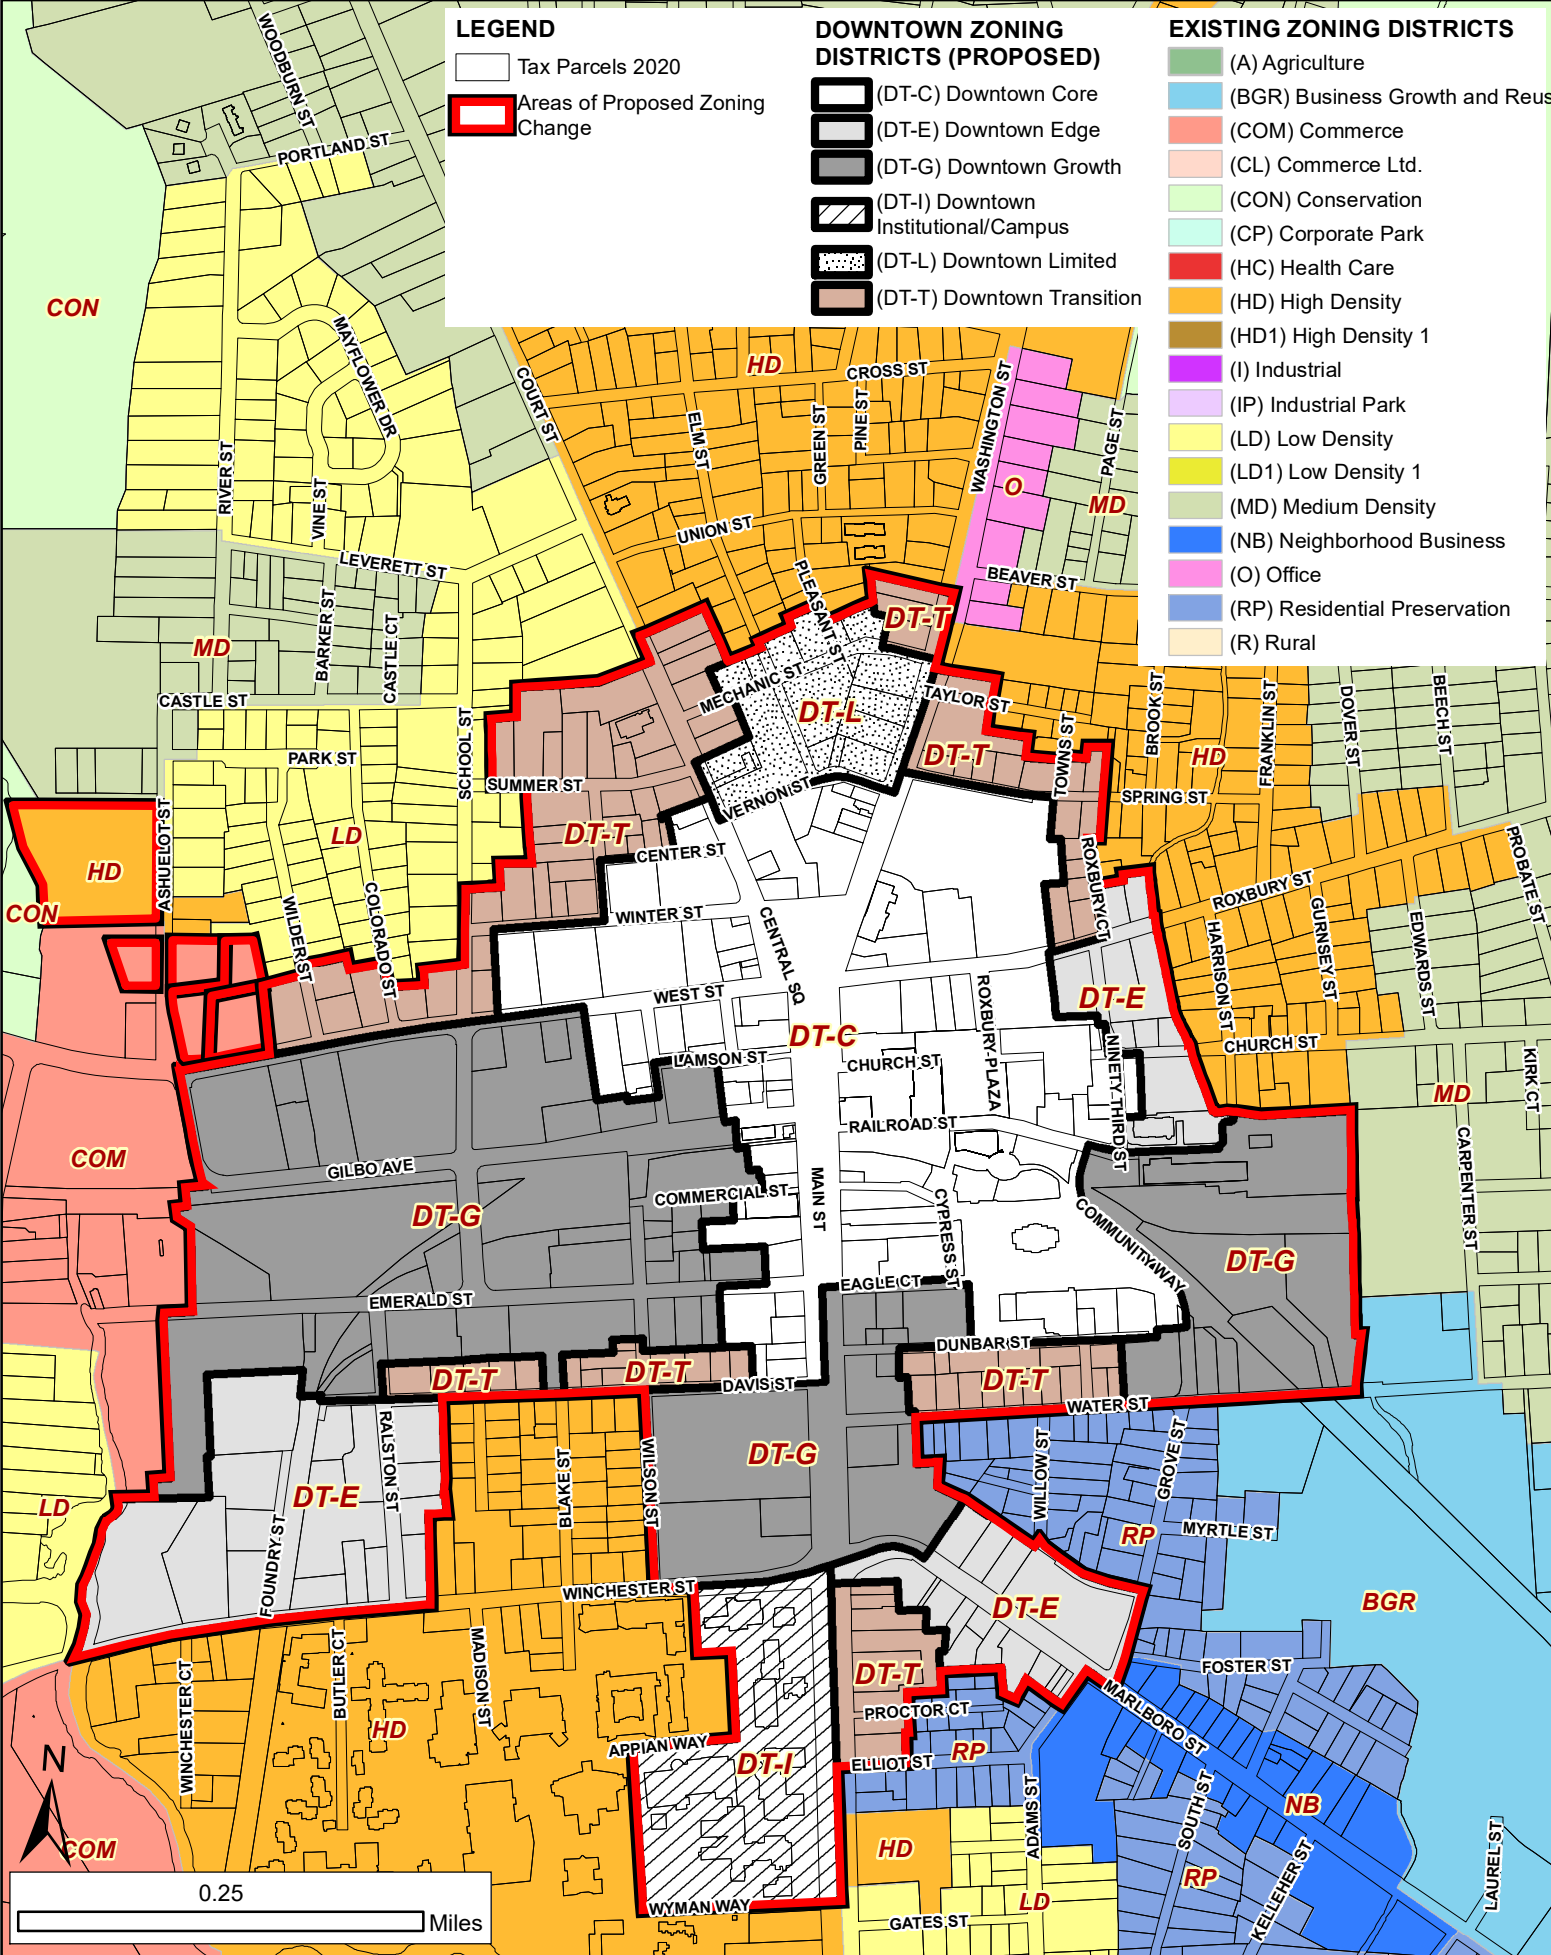 LEGEND
Tax Parcels 2020
Areas of Proposed Zoning
Change
DOWNTOWN ZONING
DISTRICTS (PROPOSED)
(DT-C) Downtown Core
(DT-E) Downtown Edge
(DT-G) Downtown Growth
(DT-I) Downtown
Institutional/Campus
(DT-L) Downtown Limited
(DT-T) Downtown Transition
EXISTING ZONING DISTRICTS
(A) Agriculture
(BGR) Business Growth and Reus
(COM) Commerce
(CL) Commerce Ltd.
(CON) Conservation
(CP) Corporate Park
(HC) Health Care
(HD) High Density
(HD1) High Density 1
(I) Industrial
(IP) Industrial Park
(LD) Low Density
(LD1) Low Density 1
(MD) Medium Density
(NB) Neighborhood Business
(O) Office
(RP) Residential Preservation
(R) Rural
WOODBURN ST
PORTLAND ST
CON
MAYFLOWER DR
COURT ST
HD
CROSS ST
ELM ST
GREEN ST
PINE ST
WASHINGTON ST
PAGE ST
O
MD
RIVER ST
VINE ST
UNION ST
LEVERETT ST
PLEASANT ST
BEAVER ST
BARKER ST
CASTLE CT
MD
DT-T
CASTLE ST
MECHANIC ST
DT-L
TAYLOR ST
DT-T
TOWNS ST
BROOK ST
HD
FRANKLIN ST
DOVER ST
BEECH ST
PARK ST
SCHOOL ST
SUMMER ST
VERNON ST
SPRING ST
ASHUELOT ST
LD
DT-T
CENTER ST
HD
CON
WILDER ST
COLORADO ST
WINTER ST
CENTRAL SQ
ROXBURY CT
ROXBURY ST
PROBATE ST
HARRISON ST
GURNSEY ST
EDWARDS ST
WEST ST
ROXBURY PLAZA
DT-E
DT-C
LAMSON ST
CHURCH ST
NINETY THIRD ST
CHURCH ST
KIRK CT
MD
RAILROAD ST
COM
GILBO AVE
COMMERCIAL ST
MAIN ST
CYPRESS ST
COMMUNITY WAY
CARPENTER ST
DT-G
DT-G
EMERALD ST
EAGLE CT
DUNBAR ST
DT-T
DT-T
DT-T
DAVIS ST
WATER ST
RALSTON ST
BLAKE ST
WILSON ST
DT-G
WILLOW ST
GROVE ST
LD
DT-E
FOUNDRY ST
RP
MYRTLE ST
WINCHESTER ST
DT-E
BGR
WINCHESTER CT
BUTLER CT
MADISON ST
HD
DT-T
FOSTER ST
MARLBORO ST
PROCTOR CT
APPIAN WAY
DT-I
ELLIOT ST
RP
ADAMS ST
SOUTH ST
NB
N
COM
HD
LD
RP
KELLEHER ST
LAUREL ST
0.25
Miles
WYMAN WAY
GATES ST